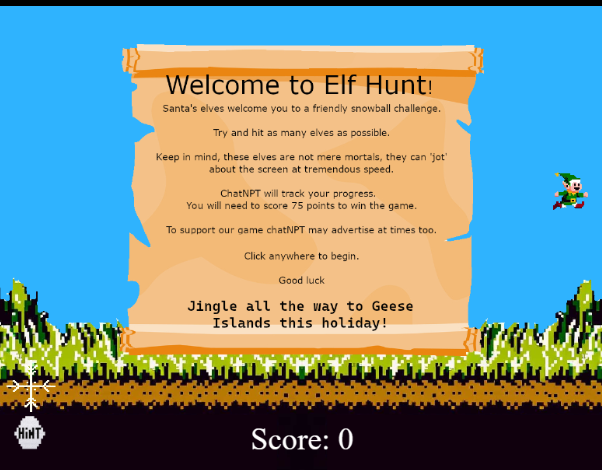 Welcome to Elf Hunt!
Santa's elves welcome you to a friendly snowball challenge.
Try and hit as many elves as possible.
Keep in mind, these elves are not mere mortals, they can 'jot'
about the screen at tremendous speed.
ChatNPT will track your progress.
You will need to score 75 points to win the game.
To support our game chatNPT may advertise at times too.
Click anywhere to begin.
Good luck
Jingle all the way to Geese
Islands this holiday!
HiNT
Score: 0